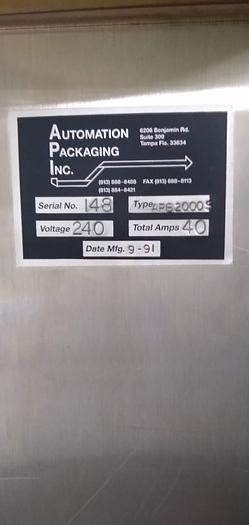 AUTOMATION
PACKAGING
INC.
6206 Benjamin Rd.
Suite 309
Tampa Fla. 33634
(813) 888-8488 FAX (813) 888-8113
(813) 884-8421
Serial No. 148
Type
Voltage 240
Total Amps 40
Date Mfg. 9-91